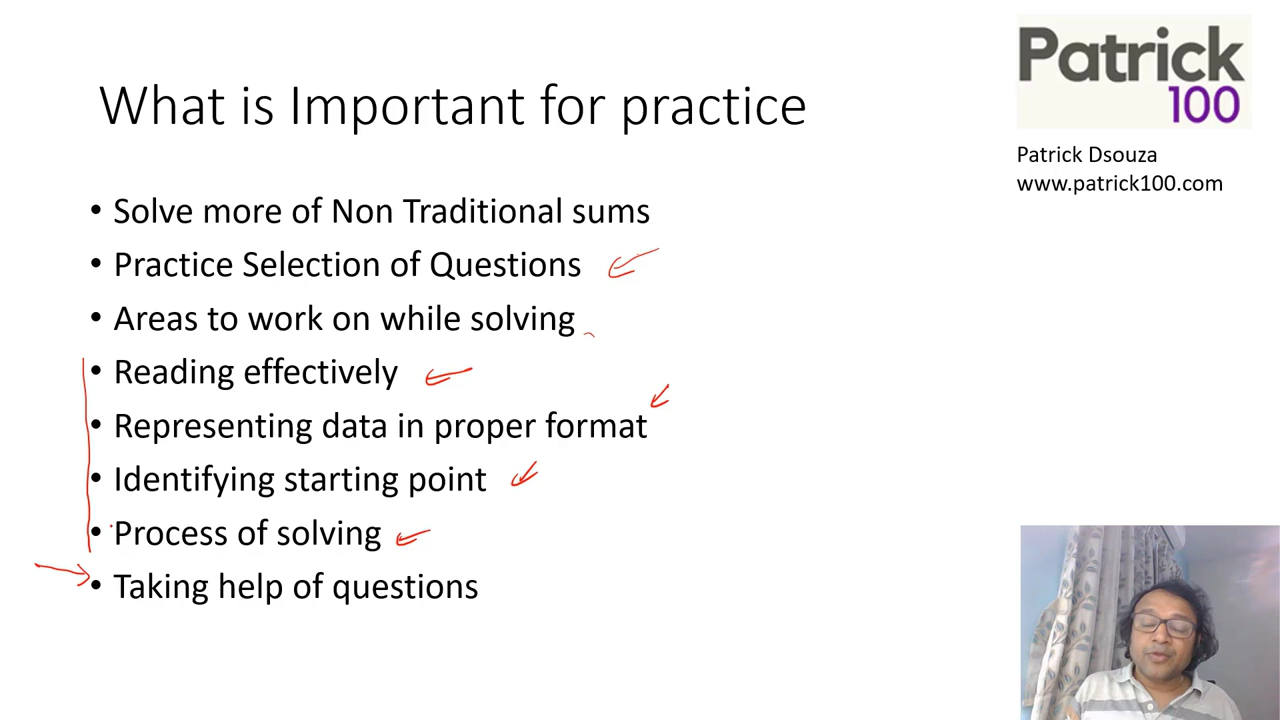 What is Important for practice
Patrick
100
Patrick Dsouza
www.patrick100.com
• Solve more of Non Traditional sums
• Practice Selection of Questions
• Areas to work on while solving
• Reading effectively
• Representing data in proper format
• Identifying starting point
• Process of solving
• Taking help of questions